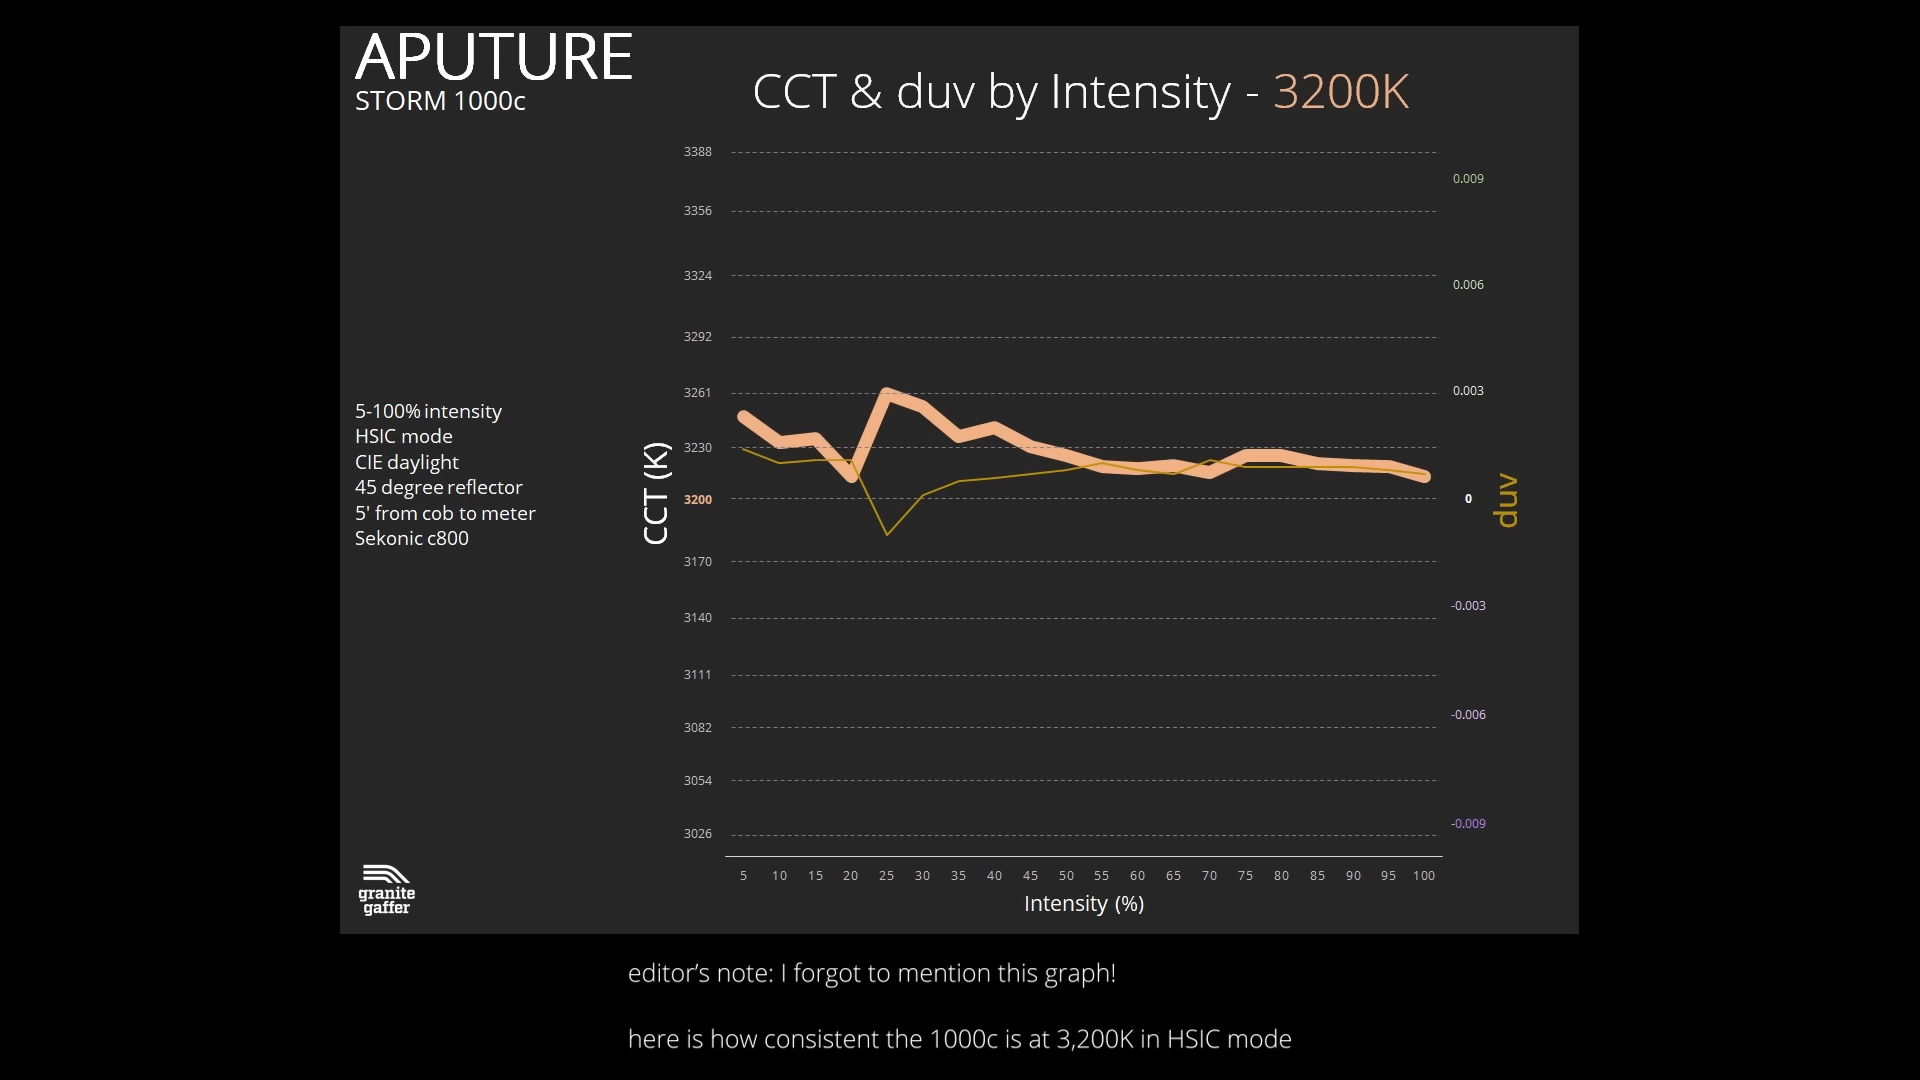 APUTURE
STORM 1000c
CCT & duv by Intensity - 3200K
3388
3356
3324
3292
3261
3230
3200
3170
3140
3111
3082
3054
3026
CCT (K)
0.009
0.006
0.003
0
-0.003
-0.006
-0.009
duv
5-100% intensity
HSIC mode
CIE daylight
45 degree reflector
5' from cob to meter
Sekonic c800
5 10 15 20 25 30 35 40 45 50 55 60 65 70 75 80 85 90 95 100
Intensity (%)
granite
gaffer
editor’s note: I forgot to mention this graph!
here is how consistent the 1000c is at 3,200K in HSIC mode